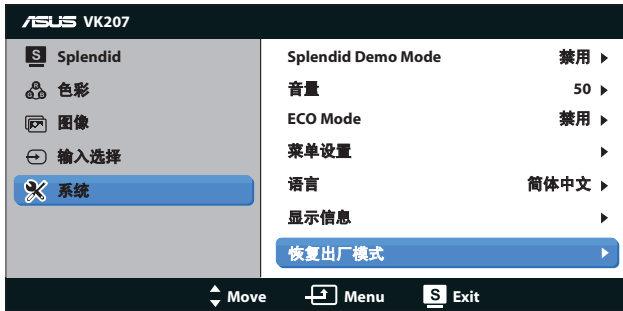 ASUS VK207
S Splendid
色彩
图像
输入选择
系统
Splendid Demo Mode 禁用
音量 50
ECO Mode 禁用
菜单设置
语言 简体中文
显示信息
恢复出厂模式
Move Menu S Exit